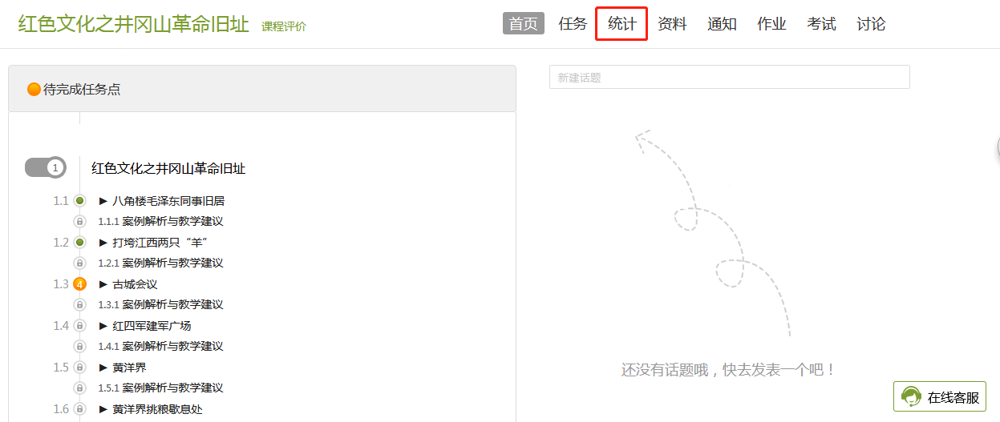 红色文化之井冈山革命旧址 课程评价
首页 任务 统计 资料 通知 作业 考试 讨论
待完成任务点
新建话题
1 红色文化之井冈山革命旧址
1.1 ▶ 八角楼毛泽东同事旧居
1.1.1 案例解析与教学建议
1.2 ▶ 打垮江西两只“羊”
1.2.1 案例解析与教学建议
1.3 4 ▶ 古城会议
1.3.1 案例解析与教学建议
1.4 ▶ 红四军建军广场
1.4.1 案例解析与教学建议
1.5 ▶ 黄洋界
1.5.1 案例解析与教学建议
1.6 ▶ 黄洋界挑粮歇息处
还没有话题哦，快去发表一个吧！
在线客服